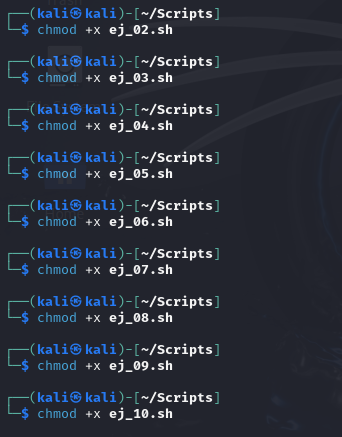 ┌──(kali㉿kali)-[~/Scripts]
└─$ chmod +x ej_02.sh
┌──(kali㉿kali)-[~/Scripts]
└─$ chmod +x ej_03.sh
┌──(kali㉿kali)-[~/Scripts]
└─$ chmod +x ej_04.sh
┌──(kali㉿kali)-[~/Scripts]
└─$ chmod +x ej_05.sh
┌──(kali㉿kali)-[~/Scripts]
└─$ chmod +x ej_06.sh
┌──(kali㉿kali)-[~/Scripts]
└─$ chmod +x ej_07.sh
┌──(kali㉿kali)-[~/Scripts]
└─$ chmod +x ej_08.sh
┌──(kali㉿kali)-[~/Scripts]
└─$ chmod +x ej_09.sh
┌──(kali㉿kali)-[~/Scripts]
└─$ chmod +x ej_10.sh